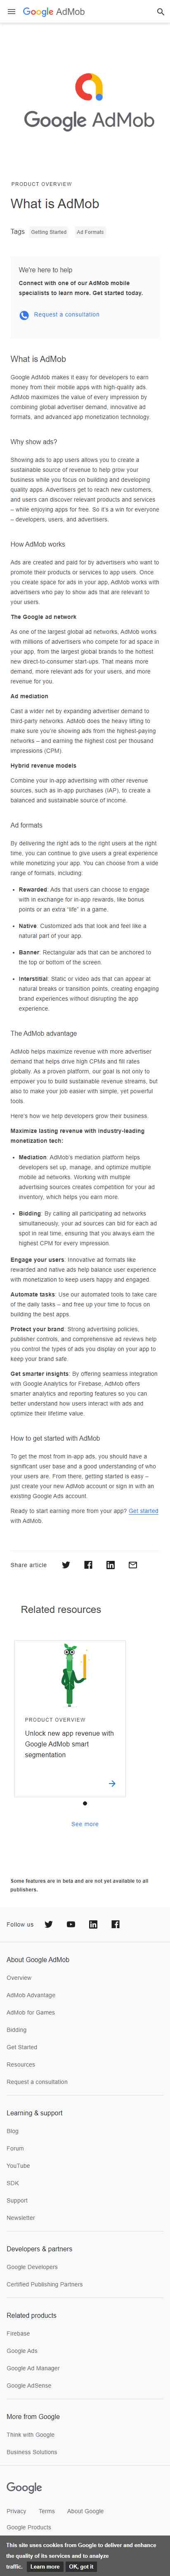 Google AdMob
Google AdMob
PRODUCT OVERVIEW
What is AdMob
Tags Getting Started Ad Formats
We're here to help
Connect with one of our AdMob mobile
specialists to learn more. Get started today.
Request a consultation
What is AdMob
Google AdMob makes it easy for developers to earn
money from their mobile apps with high-quality ads.
AdMob maximizes the value of every impression by
combining global advertiser demand, innovative ad
formats, and advanced app monetization technology.
Why show ads?
Showing ads to app users allows you to create a
sustainable source of revenue to help grow your
business while you focus on building and developing
quality apps. Advertisers get to reach new customers,
and users discover relevant products and services
– while enjoying apps for free. So it's a win for everyone
– developers, users, and advertisers.
How AdMob works
Ads are created and paid for by advertisers who want to
promote their products or services to app users. Once
you create space for ads in your app, AdMob works with
advertisers who pay to show ads that are relevant to
your users.
The Google ad network
As one of the largest global ad networks, AdMob works
with millions of advertisers who compete for ad space in
your app, from the largest global brands to the hottest
new direct-to-consumer start-ups. That means more
demand, more relevant ads for your users, and more
revenue for you.
Ad mediation
Cast a wider net by expanding advertiser demand to
third-party networks. AdMob does the heavy lifting to
make sure you're showing ads from the highest-paying
networks – and earning the highest cost per thousand
impressions (CPM).
Hybrid revenue models
Combine your in-app advertising with other revenue
sources, such as in-app purchases (IAP), to create a
balanced and sustainable source of income.
Ad formats
By delivering the right ads to the right users at the right
time, you can continue to give users a great experience
while monetizing your app. You can choose from a wide
range of formats, including:
• Rewarded: Ads that users can choose to engage
with in exchange for in-app rewards, like bonus
points or an extra "life" in a game.
• Native: Customized ads that look and feel like a
natural part of your app.
• Banner: Rectangular ads that can be anchored to
the top or bottom of the screen.
• Interstitial: Static or video ads that can appear at
natural breaks or transition points, creating engaging
brand experiences without disrupting the app
experience.
The AdMob advantage
AdMob helps maximize revenue with more advertiser
demand that helps drive high CPMs and fill rates
globally. As a proven platform, our goal is not only to
empower you to build sustainable revenue streams, but
also to make your job easier with simple, yet powerful
tools.
Here's how we help developers grow their business.
Maximize lasting revenue with industry-leading
monetization tech:
• Mediation: AdMob's mediation platform helps
developers set up, manage, and optimize multiple
mobile ad networks. Working with multiple
advertising sources creates competition for your ad
inventory, which helps you earn more.
• Bidding: By calling all participating ad networks
simultaneously, your ad sources can bid for each ad
spot in real time, ensuring that you always earn the
highest CPM for every impression.
Engage your users: Innovative ad formats like
rewarded and native ads help balance user experience
with monetization to keep users happy and engaged.
Automate tasks: Use our automated tools to take care
of the daily tasks – and free up your time to focus on
building the best apps.
Protect your brand: Strong advertising policies,
publisher controls, and comprehensive ad reviews help
you control the types of ads you display on your app to
keep your brand safe.
Get smarter insights: By offering seamless integration
with Google Analytics for Firebase, AdMob offers
smarter analytics and reporting features so you can
better understand how users interact with ads and
optimize their lifetime value.
How to get started with AdMob
To get the most from in-app ads, you should have a
significant user base and a good understanding of who
your users are. From there, getting started is easy –
just create your new AdMob account or sign in with an
existing Google Ads account.
Ready to start earning more from your app? Get started
with AdMob.
Share article
Related resources
PRODUCT OVERVIEW
Unlock new app revenue with
Google AdMob smart
segmentation
See more
Some features are in beta and are not yet available to all
publishers.
Follow us
About Google AdMob
Overview
AdMob Advantage
AdMob for Games
Bidding
Get Started
Resources
Request a consultation
Learning & support
Blog
Forum
YouTube
SDK
Support
Newsletter
Developers & partners
Google Developers
Certified Publishing Partners
Related products
Firebase
Google Ads
Google Ad Manager
Google AdSense
More from Google
Think with Google
Business Solutions
Google
Privacy Terms About Google
Google Products
This site uses cookies from Google to deliver and enhance
the quality of its services and to analyze
traffic. Learn more OK, got it